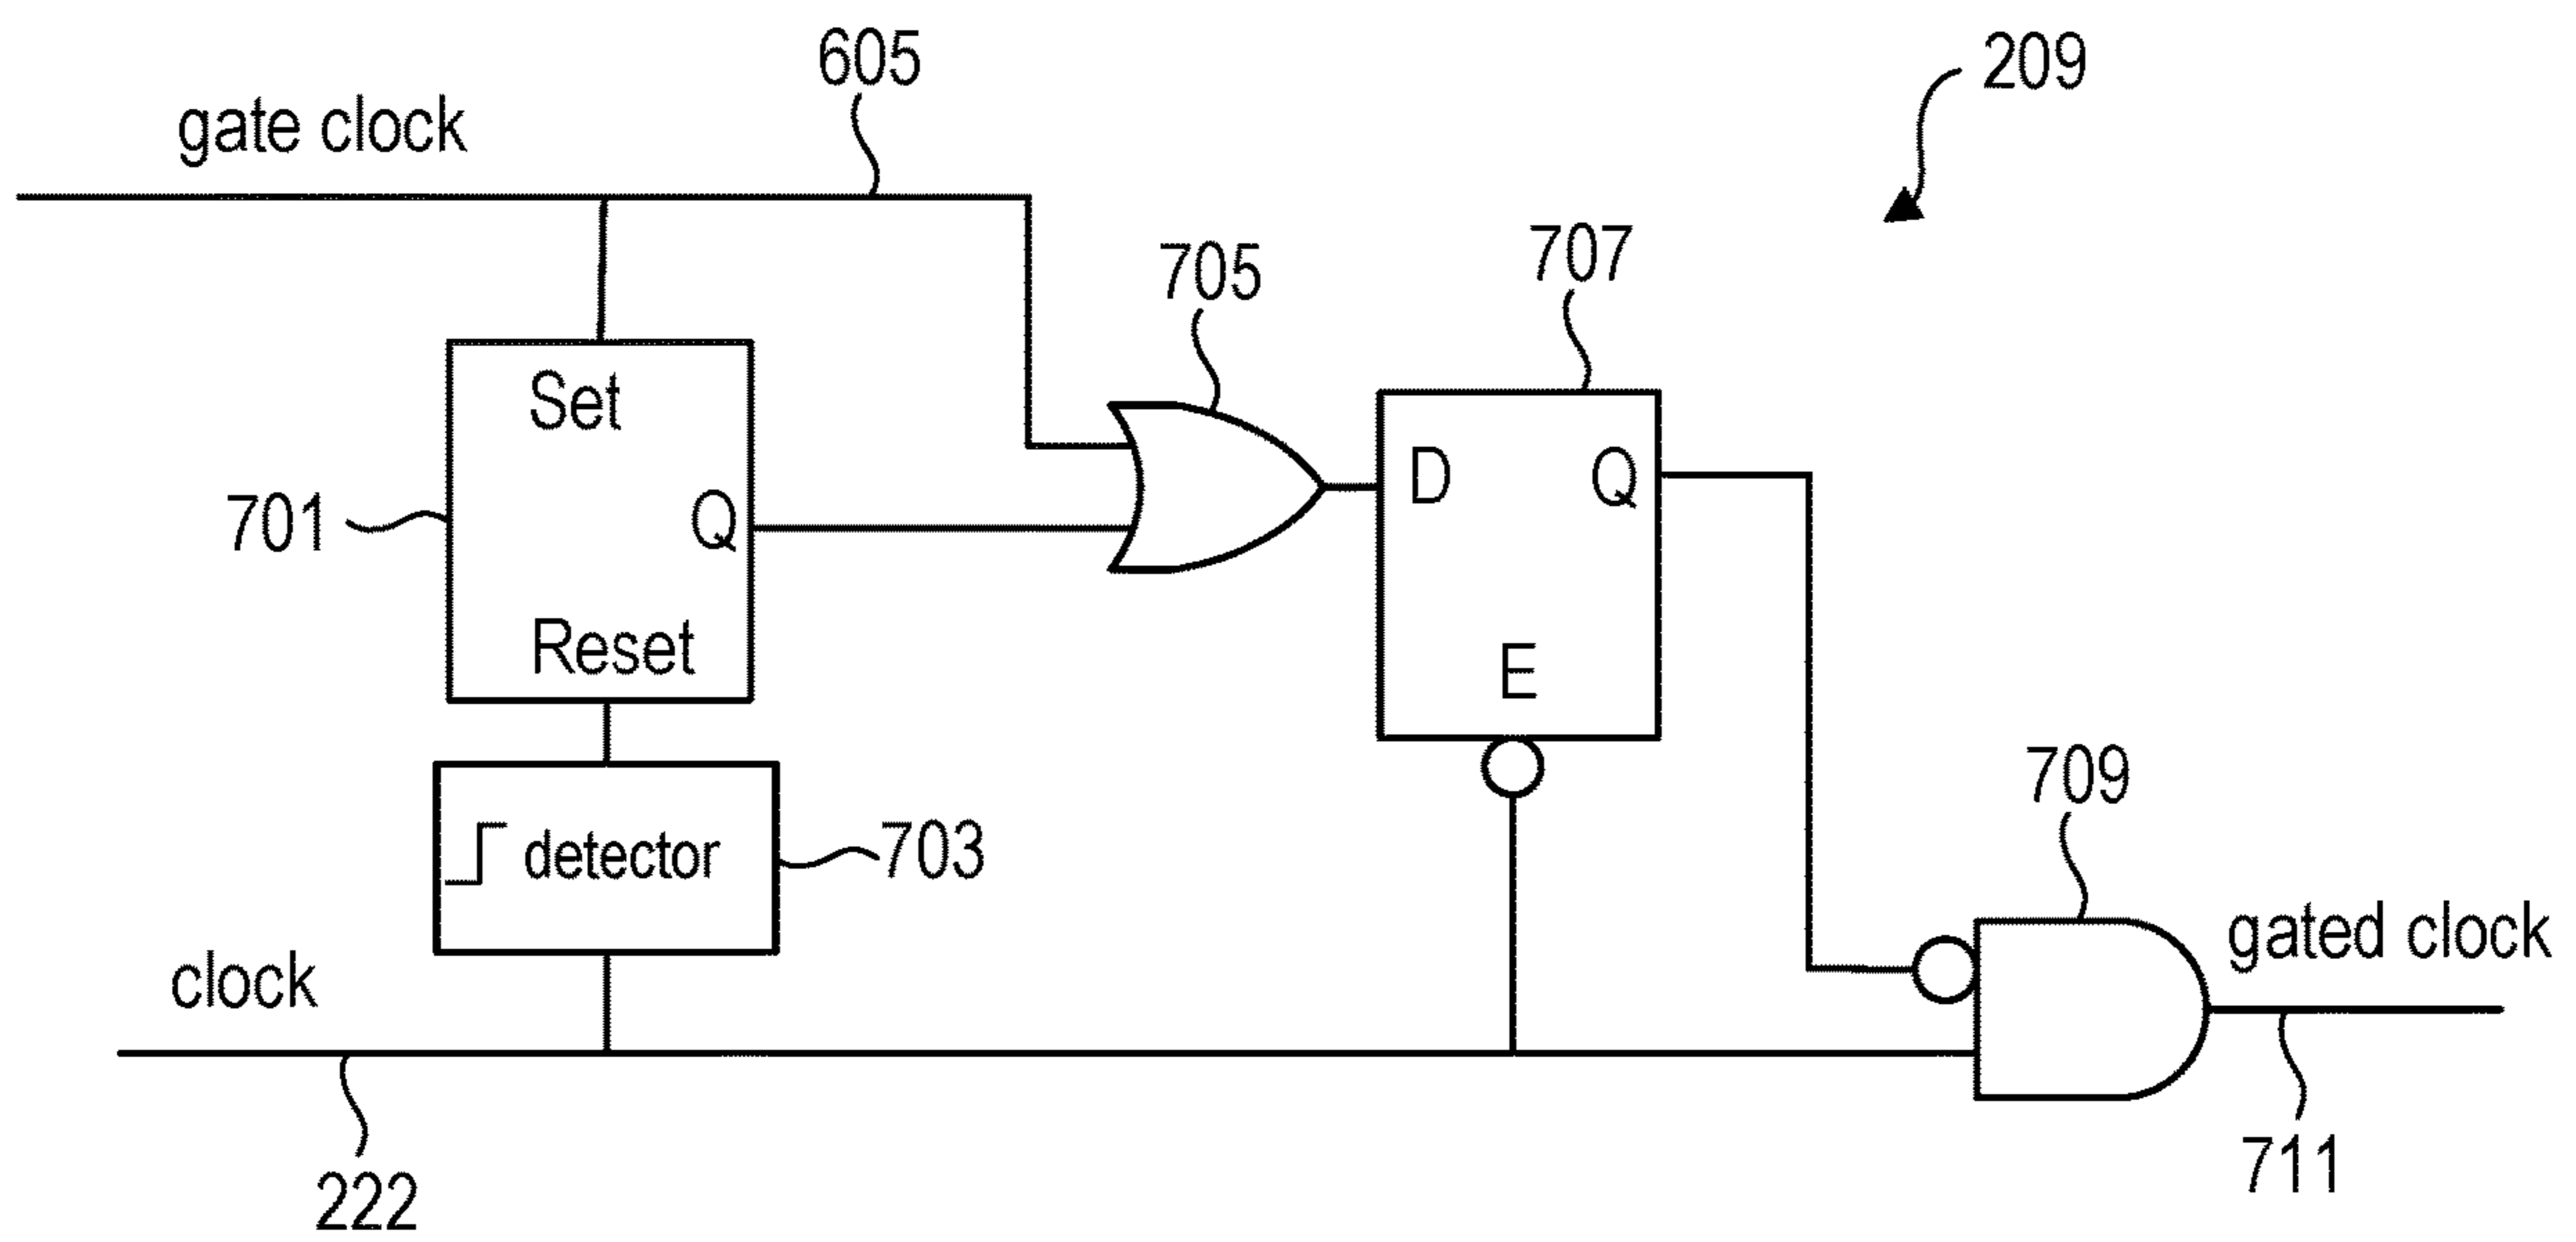 605
209
gate clock
705
707
Set
701
Q
D
Q
Reset
E
703
detector
709
clock
gated clock
222
711